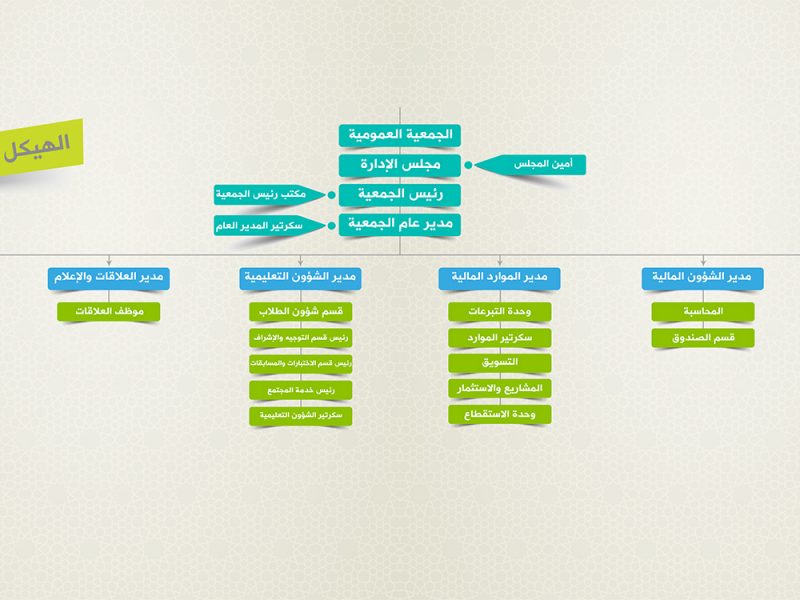 الهيكل
الجمعية العمومية
مجلس الإدارة
أمين المجلس
رئيس الجمعية
مكتب رئيس الجمعية
مدير عام الجمعية
سكرتير المدير العام
مدير الشؤون المالية
المحاسبة
قسم الصندوق
مدير الموارد المالية
وحدة التبرعات
سكرتير الموارد
التسويق
المشاريع والاستثمار
وحدة الاستقطاع
مدير الشؤون التعليمية
قسم شؤون الطلاب
رئيس قسم التوجيه والإشراف
رئيس قسم الاختبارات والمسابقات
رئيس خدمة المجتمع
سكرتير الشؤون التعليمية
مدير العلاقات والإعلام
موظف العلاقات